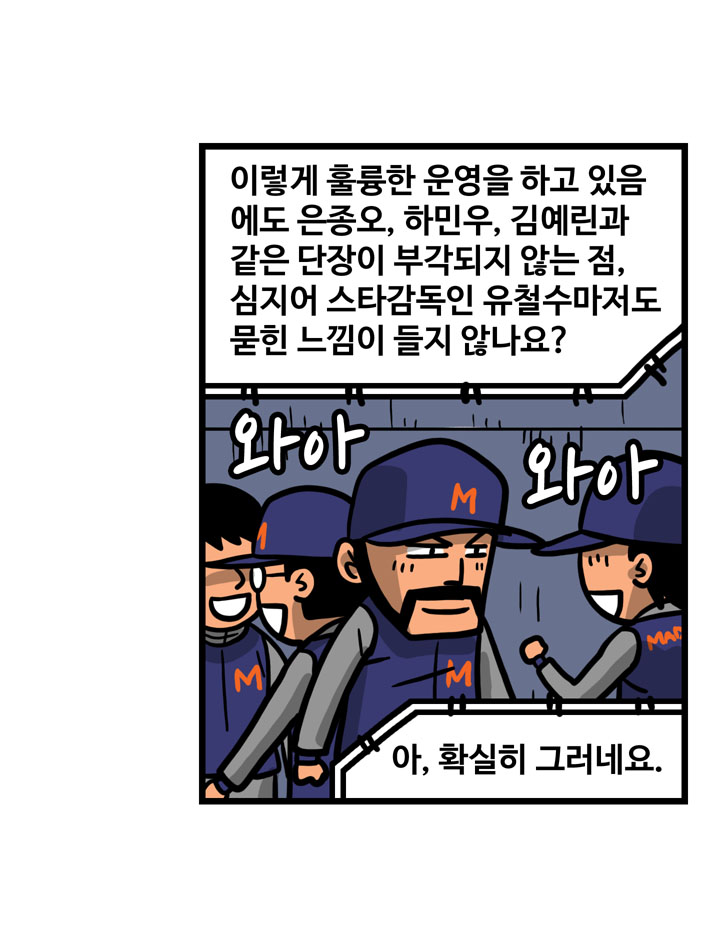 이렇게 훌륭한 운영을 하고 있음
에도 은종오, 하민우, 김예린과
같은 단장이 부각되지 않는 점,
심지어 스타감독인 유철수마저도
묻힌 느낌이 들지 않나요?
와아
와아
M
M
M
M
MAD
아, 확실히 그러네요.